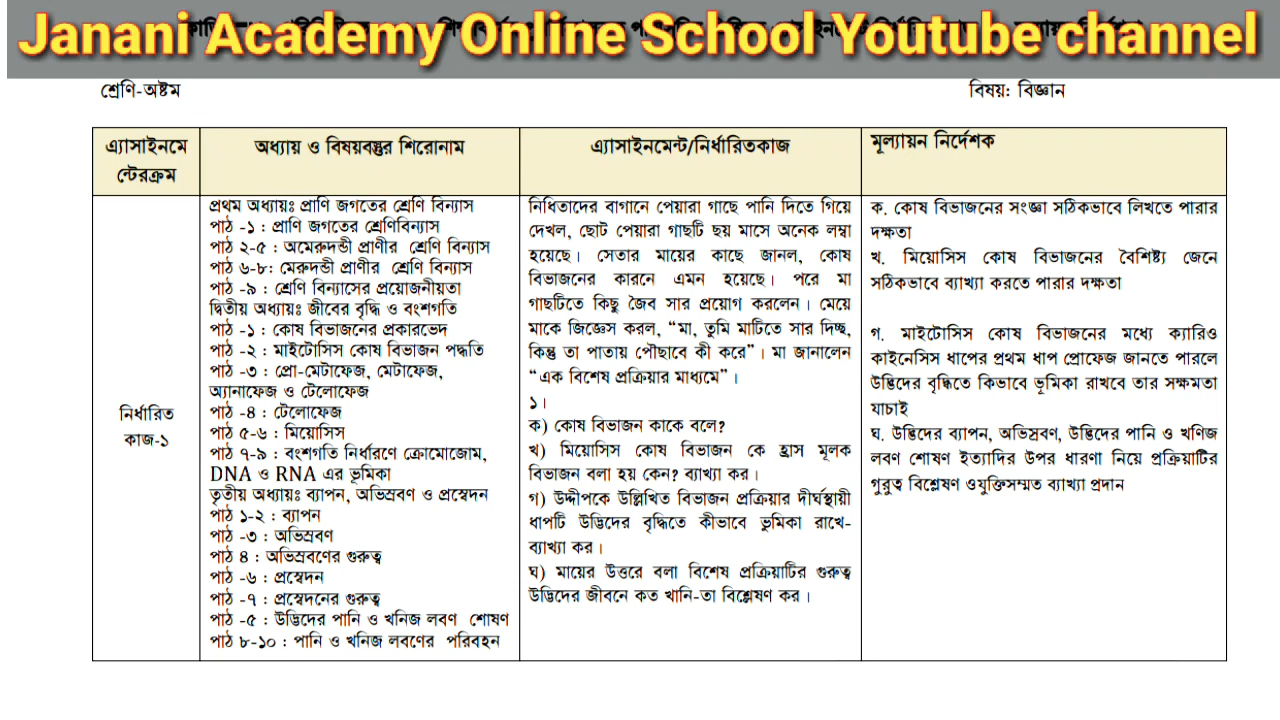 Janani Academy Online School Youtube channel
শ্রেণি-অষ্টম
বিষয়: বিজ্ঞান
এ্যাসাইনমে
ন্টেরক্রম
অধ্যায় ও বিষয়বস্তুর শিরোনাম
এ্যাসাইনমেন্ট/নির্ধারিতকাজ
মূল্যায়ন নির্দেশক
নির্ধারিত
কাজ-১
প্রথম অধ্যায়ঃ প্রাণি জগতের শ্রেণি বিন্যাস
পাঠ -১ : প্রাণি জগতের শ্রেণিবিন্যাস
পাঠ ২-৫ : অমেরুদন্ডী প্রাণীর শ্রেণি বিন্যাস
পাঠ ৬-৮: মেরুদন্ডী প্রাণীর শ্রেণি বিন্যাস
পাঠ -৯ : শ্রেণি বিন্যাসের প্রয়োজনীয়তা
দ্বিতীয় অধ্যায়ঃ জীবের বৃদ্ধি ও বংশগতি
পাঠ -১ : কোষ বিভাজনের প্রকারভেদ
পাঠ -২ : মাইটোসিস কোষ বিভাজন পদ্ধতি
পাঠ -৩ : প্রো-মেটাফেজ, মেটাফেজ,
অ্যানাফেজ ও টেলোফেজ
পাঠ -৪ : টেলোফেজ
পাঠ ৫-৬ : মিয়োসিস
পাঠ ৭-৯ : বংশগতি নির্ধারণে ক্রোমোজোম,
DNA ও RNA এর ভূমিকা
তৃতীয় অধ্যায়ঃ ব্যাপন, অভিস্রবণ ও প্রস্বেদন
পাঠ ১-২ : ব্যাপন
পাঠ -৩ : অভিস্রবণ
পাঠ ৪ : অভিস্রবণের গুরুত্ব
পাঠ -৬ : প্রস্বেদন
পাঠ -৭ : প্রস্বেদনের গুরুত্ব
পাঠ -৫ : উদ্ভিদের পানি ও খনিজ লবণ শোষণ
পাঠ ৮-১০ : পানি ও খনিজ লবণের পরিবহন
নিধিতাদের বাগানে পেয়ারা গাছে পানি দিতে গিয়ে
দেখল, ছোট পেয়ারা গাছটি ছয় মাসে অনেক লম্বা
হয়েছে। সেতার মায়ের কাছে জানল, কোষ
বিভাজনের কারনে এমন হয়েছে। পরে মা
গাছটিতে কিছু জৈব সার প্রয়োগ করলেন। মেয়ে
মাকে জিজ্ঞেস করল, “মা, তুমি মাটিতে সার দিচ্ছ,
কিন্তু তা পাতায় পৌছাবে কী করে”। মা জানালেন
“এক বিশেষ প্রক্রিয়ার মাধ্যমে”।
১।
ক) কোষ বিভাজন কাকে বলে?
খ) মিয়োসিস কোষ বিভাজন কে হ্রাস মূলক
বিভাজন বলা হয় কেন? ব্যাখ্যা কর।
গ) উদ্দীপকে উল্লিখিত বিভাজন প্রক্রিয়ার দীর্ঘস্থায়ী
ধাপটি উদ্ভিদের বৃদ্ধিতে কীভাবে ভুমিকা রাখে-
ব্যাখ্যা কর।
ঘ) মায়ের উত্তরে বলা বিশেষ প্রক্রিয়াটির গুরুত্ব
উদ্ভিদের জীবনে কত খানি-তা বিশ্লেষণ কর।
ক. কোষ বিভাজনের সংজ্ঞা সঠিকভাবে লিখতে পারার
দক্ষতা
খ. মিয়োসিস কোষ বিভাজনের বৈশিষ্ট্য জেনে
সঠিকভাবে ব্যাখ্যা করতে পারার দক্ষতা
গ. মাইটোসিস কোষ বিভাজনের মধ্যে ক্যারিও
কাইনেসিস ধাপের প্রথম ধাপ প্রোফেজ জানতে পারলে
উদ্ভিদের বৃদ্ধিতে কিভাবে ভূমিকা রাখবে তার সক্ষমতা
যাচাই
ঘ. উদ্ভিদের ব্যাপন, অভিস্রবণ, উদ্ভিদের পানি ও খণিজ
লবণ শোষণ ইত্যাদির উপর ধারণা নিয়ে প্রক্রিয়াটির
গুরুত্ব বিশ্লেষণ ওযুক্তিসম্মত ব্যাখ্যা প্রদান